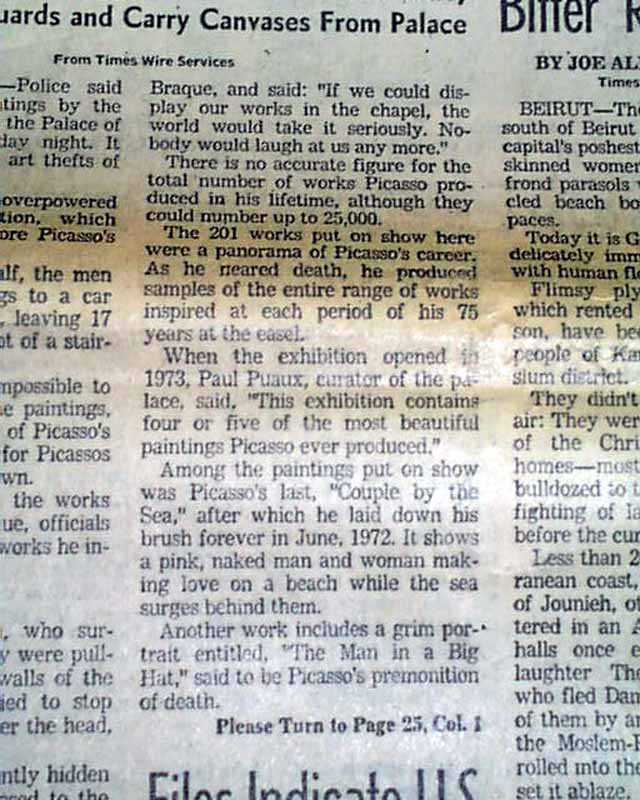 uards and Carry Canvases From Palace
From Times Wire Services
—Police said
tings by the
the Palace of
day night. It
art thefts of
overpowered
tion, which
ore Picasso's
alf, the men
gs to a car
, leaving 17
ot of a stair-
mpossible to
e paintings,
of Picasso's
for Picassos
wn.
the works
ue, officials
works he in-
, who sur-
y were pull-
walls of the
ied to stop
er the head,
ntly hidden
Braque, and said: "If we could dis-
play our works in the chapel, the
world would take it seriously. No-
body would laugh at us any more."
There is no accurate figure for the
total number of works Picasso pro-
duced in his lifetime, although they
could number up to 25,000.
The 201 works put on show here
were a panorama of Picasso's career.
As he neared death, he produced
samples of the entire range of works
inspired at each period of his 75
years at the easel.
When the exhibition opened in
1973, Paul Puaux, curator of the pa-
lace, said, "This exhibition contains
four or five of the most beautiful
paintings Picasso ever produced."
Among the paintings put on show
was Picasso's last, "Couple by the
Sea," after which he laid down his
brush forever in June, 1972. It shows
a pink, naked man and woman mak-
ing love on a beach while the sea
surges behind them.
Another work includes a grim por-
trait entitled, "The Man in a Big
Hat," said to be Picasso's premonition
of death.
Please Turn to Page 25, Col. 1
Files Indicate U.S.
Bitter
BY JOE AL
Times
BEIRUT—The
south of Beirut
capital's poshest
skinned women
frond parasols
cled beach bo
paces.
Today it is G
delicately imm
with human fl
Flimsy ply
which rented
son, have bee
people of Kar
slum district.
They didn't
air: They wer
of the Chri
homes—most
bulldozed to t
fighting of la
before the cur
Less than 2
ranean coast,
of Jounieh, ot
tered in an A
halls once e
laughter The
who fled Dam
of them by an
the Moslem-
rolled into the
set it ablaze.